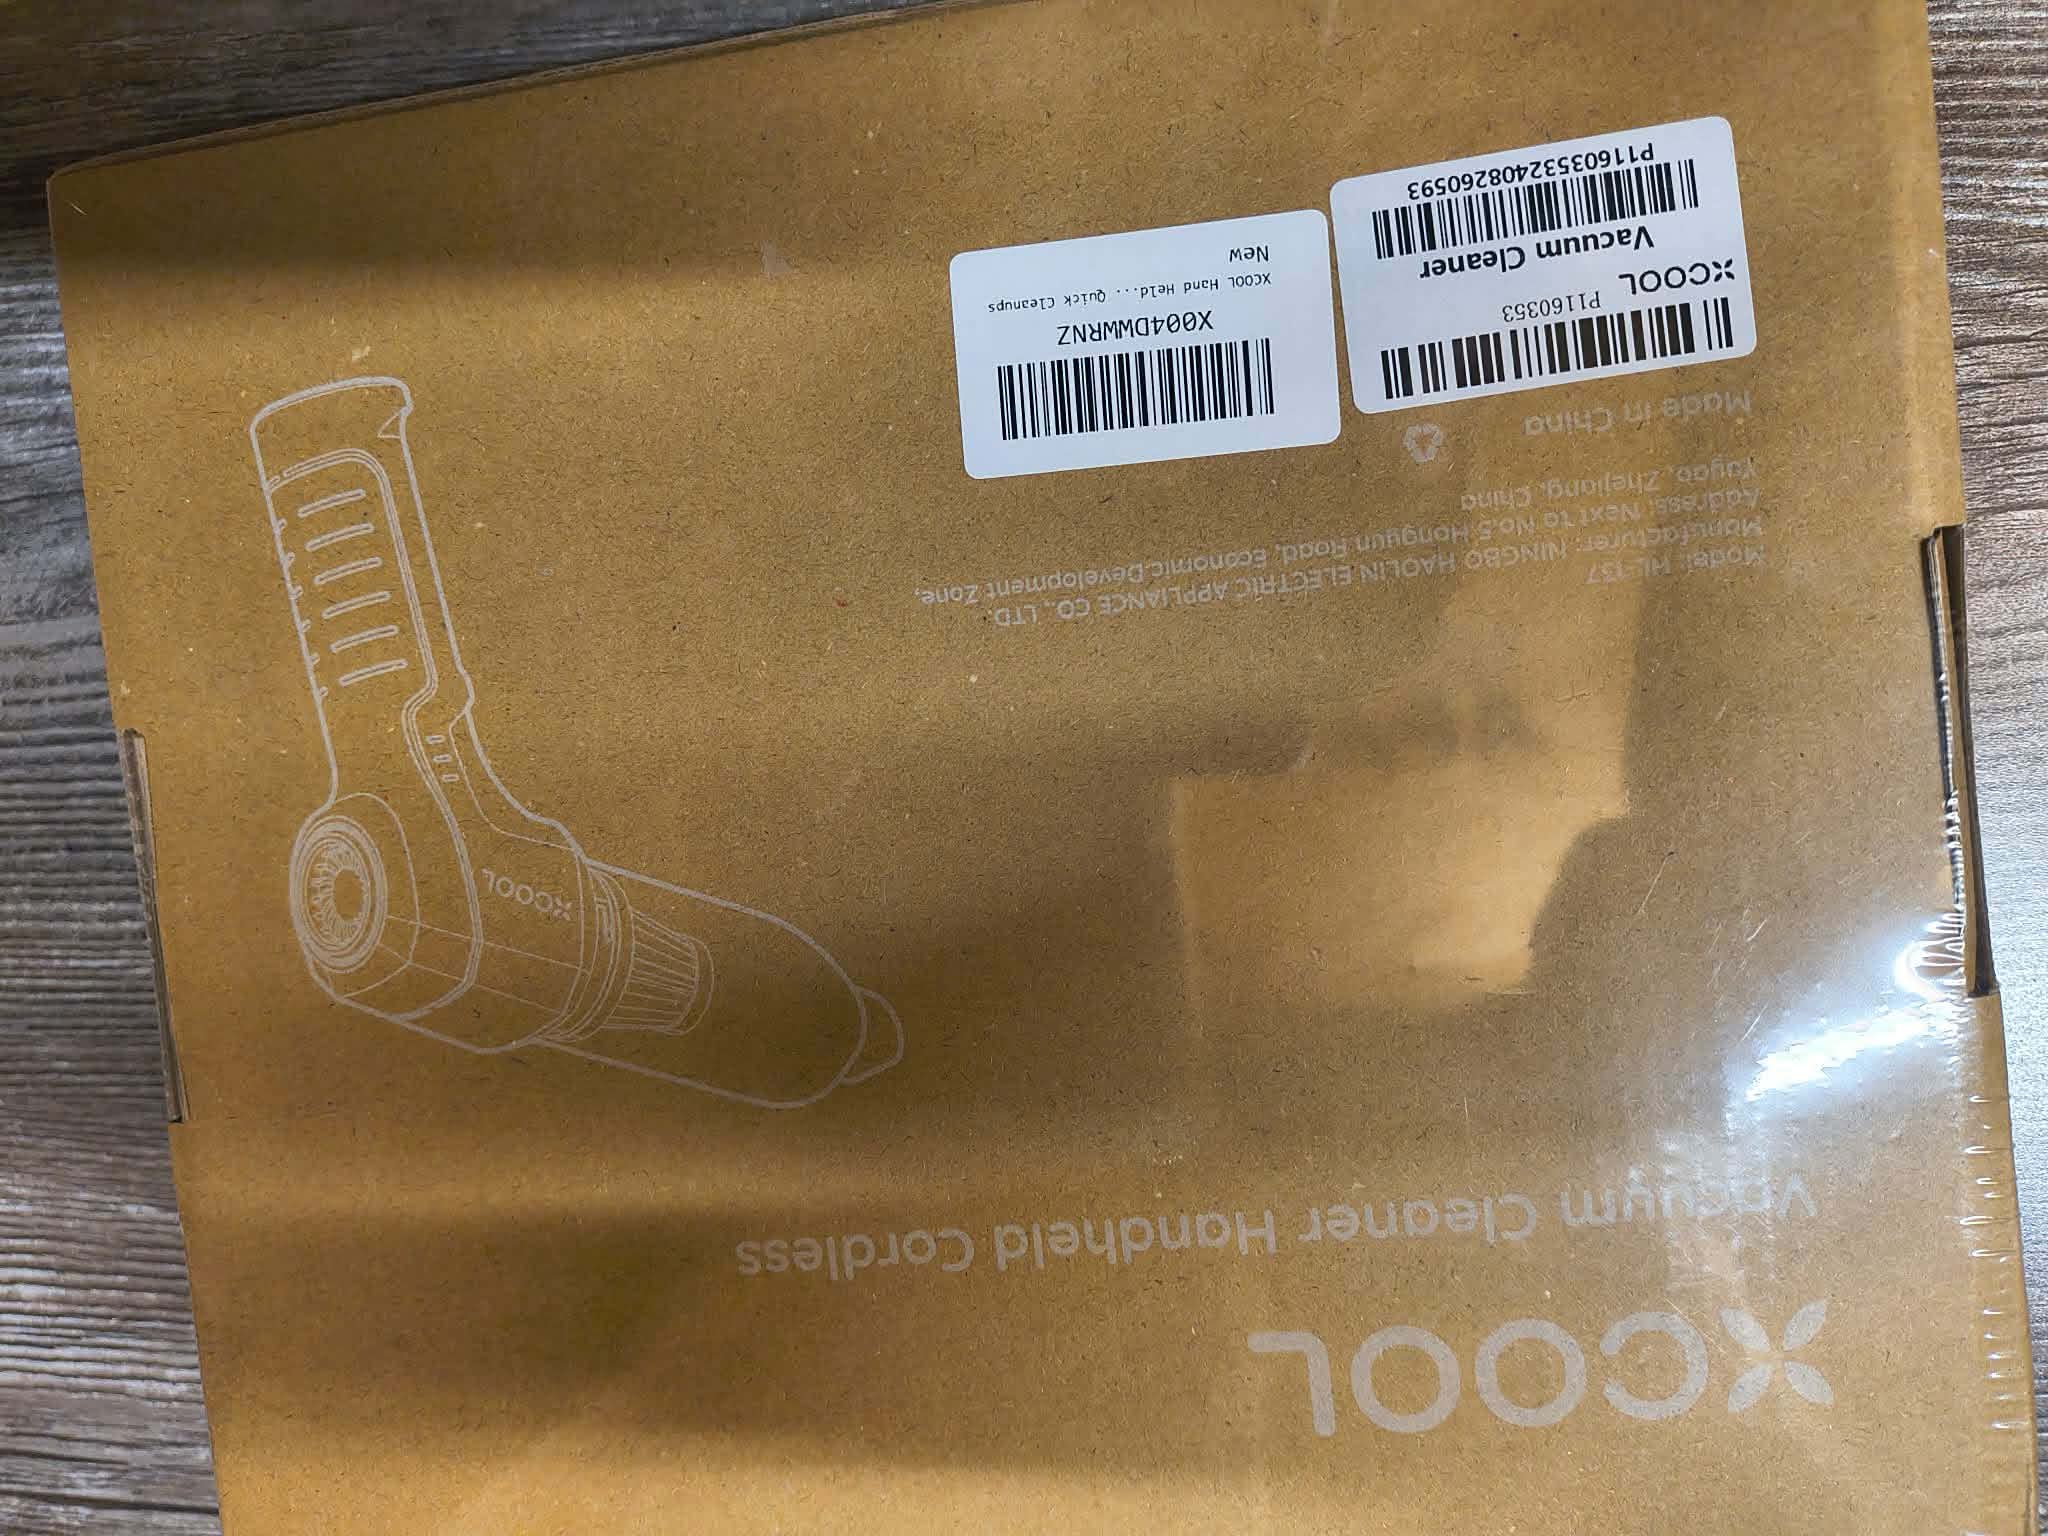 XCOOL
Vacuum Cleaner Handheld Cordless
XCOOL
Model: HL-137
Manufacturer: NINGBO HAOLIN ELECTRIC APPLIANCE CO., LTD.
Address: Next to No.5 Hongyun Road, Economic Development Zone,
Yuyao, Zhejiang, China
Made in China
P1160353
XCOOL
Vacuum Cleaner
P11603532408260593
X004DWWRNZ
XCOOL Hand Held... Quick Cleanups
New